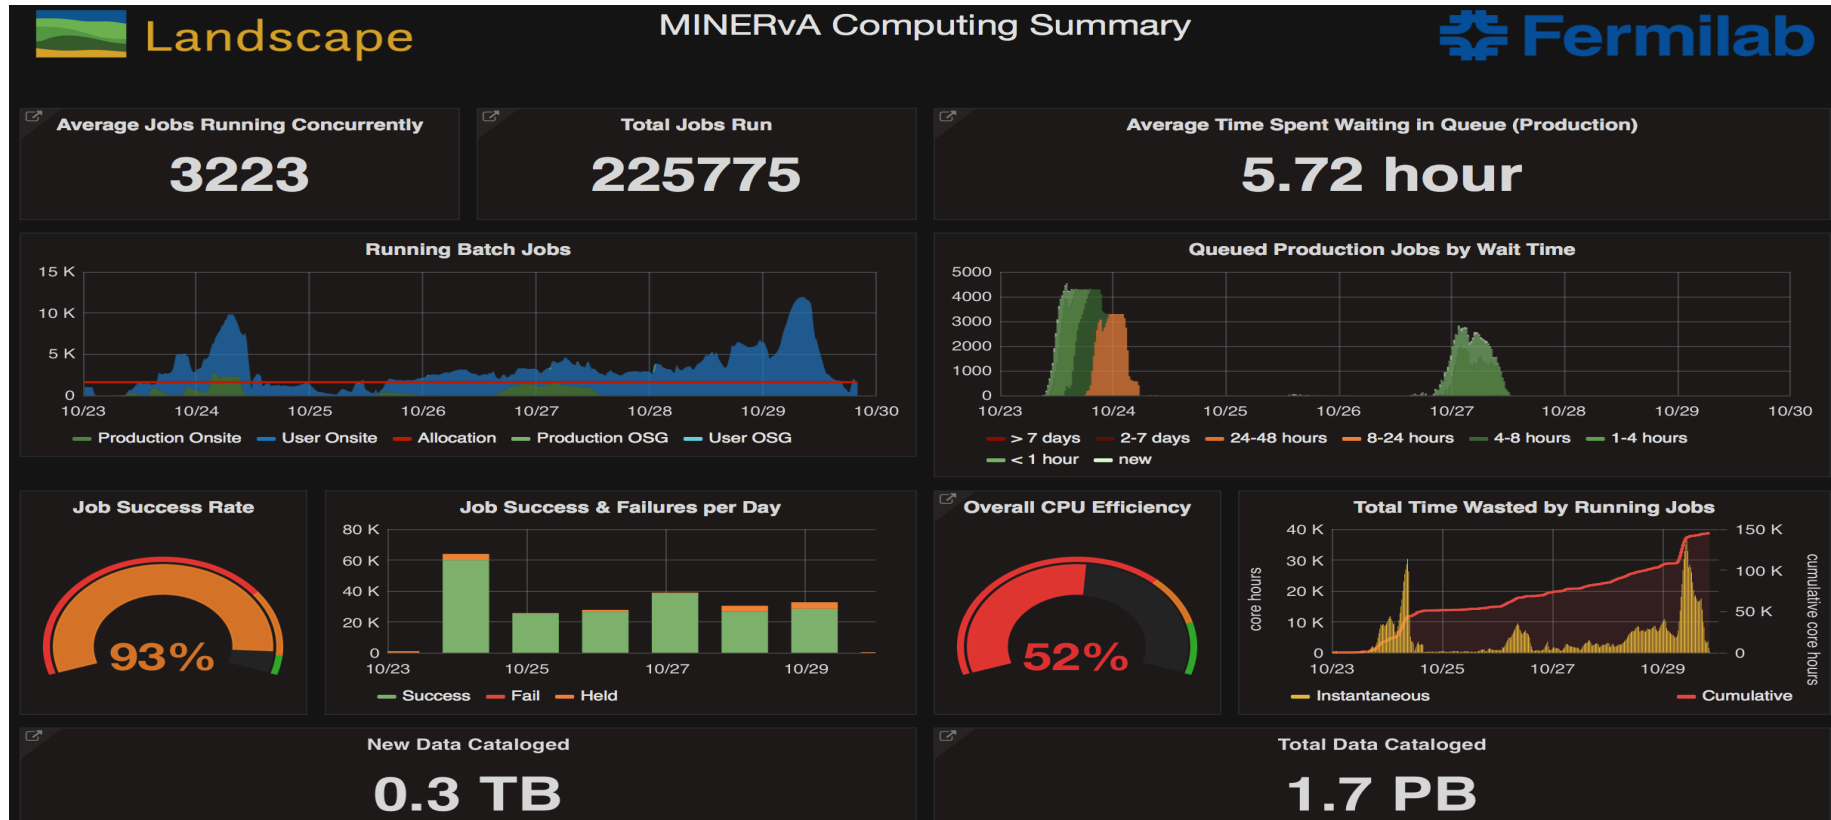 Landscape
MINERvA Computing Summary
Fermilab
Average Jobs Running Concurrently
3223
Total Jobs Run
225775
Average Time Spent Waiting in Queue (Production)
5.72 hour
Running Batch Jobs
15 K
10 K
5 K
0
10/23 10/24 10/25 10/26 10/27 10/28 10/29 10/30
Production Onsite User Onsite Allocation Production OSG User OSG
Queued Production Jobs by Wait Time
5000
4000
3000
2000
1000
0
10/23 10/24 10/25 10/26 10/27 10/28 10/29 10/30
> 7 days 2-7 days 24-48 hours 8-24 hours 4-8 hours 1-4 hours
< 1 hour new
Job Success Rate
93%
Job Success & Failures per Day
80 K
60 K
40 K
20 K
0
10/23 10/25 10/27 10/29
Success Fail Held
Overall CPU Efficiency
52%
Total Time Wasted by Running Jobs
core hours
40 K
30 K
20 K
10 K
0
150 K
100 K
50 K
0
cumulative core hours
10/23 10/25 10/27 10/29
Instantaneous Cumulative
New Data Cataloged
0.3 TB
Total Data Cataloged
1.7 PB